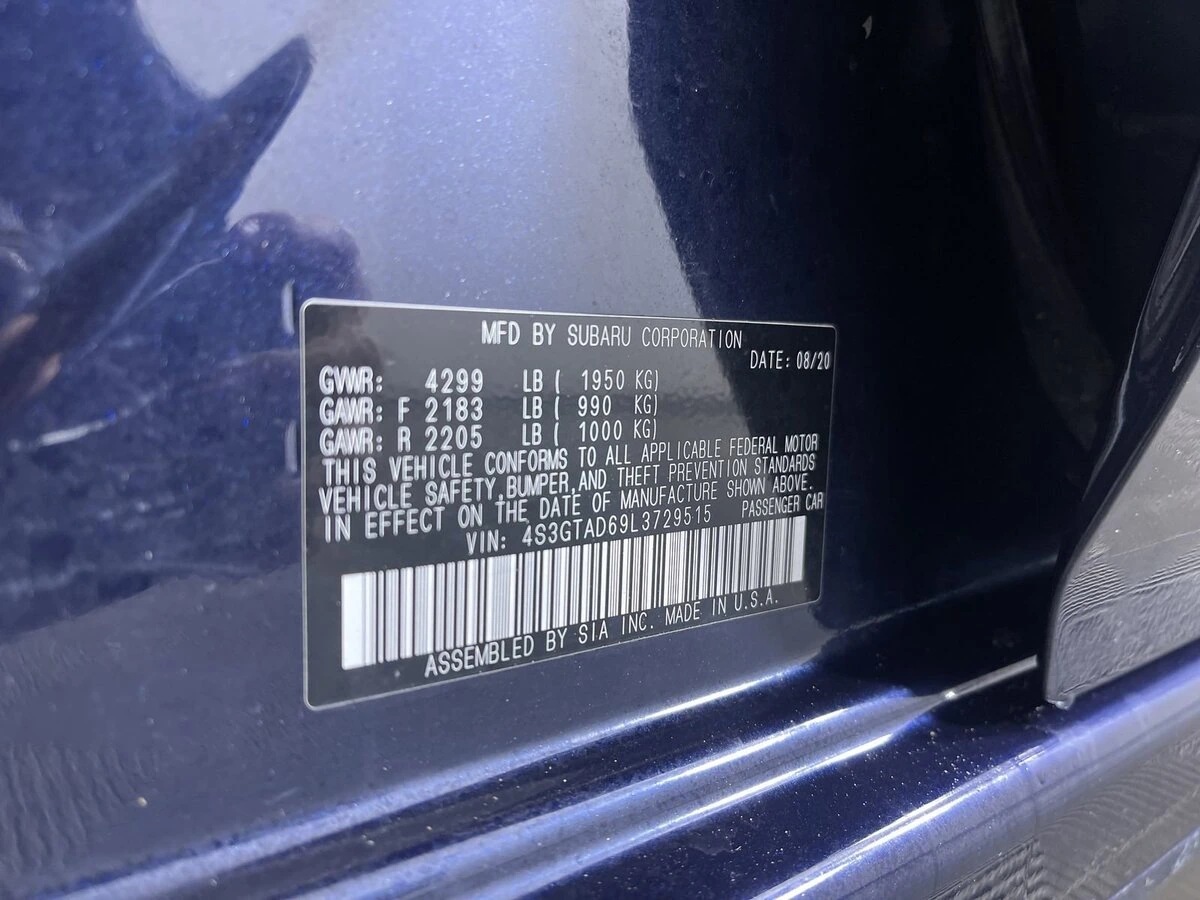 MFD BY SUBARU CORPORATION
DATE: 08/20
GVWR: 4299 LB ( 1950 KG)
GAWR: F 2183 LB ( 990 KG)
GAWR: R 2205 LB ( 1000 KG)
THIS VEHICLE CONFORMS TO ALL APPLICABLE FEDERAL MOTOR
VEHICLE SAFETY,BUMPER,AND THEFT PREVENTION STANDARDS
IN EFFECT ON THE DATE OF MANUFACTURE SHOWN ABOVE.
VIN: 4S3GTAD69L3729515 PASSENGER CAR
ASSEMBLED BY SIA INC. MADE IN U.S.A.